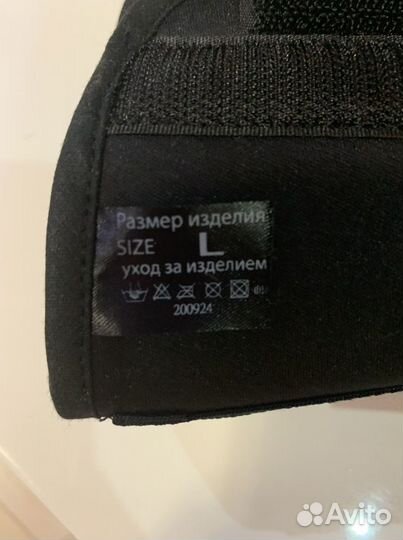 Размер изделия
SIZE L
уход за изделием
200924
Avito